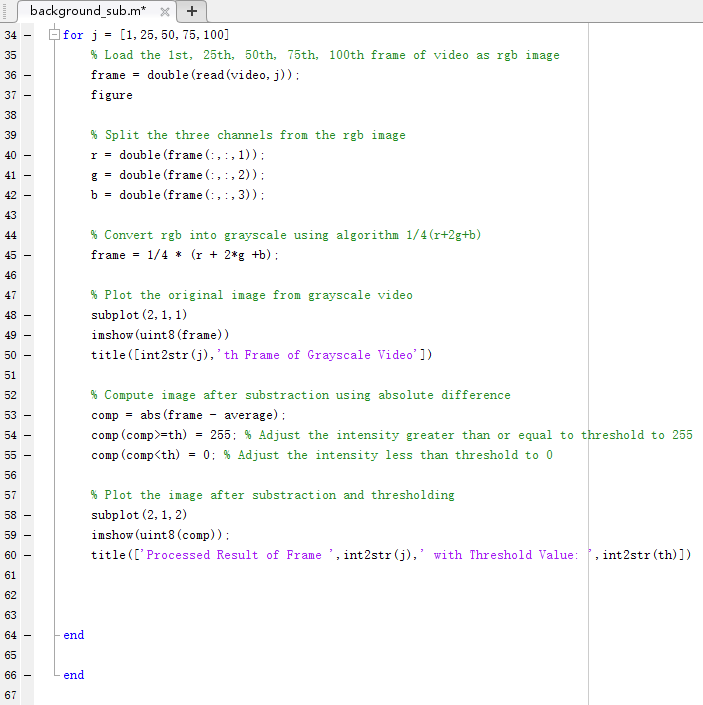 background_sub.m* × +
34 – for j = [1,25,50,75,100]
35 % Load the 1st, 25th, 50th, 75th, 100th frame of video as rgb image
36 – frame = double(read(video,j));
37 – figure
38
39 % Split the three channels from the rgb image
40 – r = double(frame(:,:,1));
41 – g = double(frame(:,:,2));
42 – b = double(frame(:,:,3));
43
44 % Convert rgb into grayscale using algorithm 1/4(r+2g+b)
45 – frame = 1/4 * (r + 2*g +b);
46
47 % Plot the original image from grayscale video
48 – subplot(2,1,1)
49 – imshow(uint8(frame))
50 – title([int2str(j),'th Frame of Grayscale Video'])
51
52 % Compute image after substraction using absolute difference
53 – comp = abs(frame - average);
54 – comp(comp>=th) = 255; % Adjust the intensity greater than or equal to threshold to 255
55 – comp(comp<th) = 0; % Adjust the intensity less than threshold to 0
56
57 % Plot the image after substraction and thresholding
58 – subplot(2,1,2)
59 – imshow(uint8(comp));
60 – title(['Processed Result of Frame ',int2str(j),' with Threshold Value: ',int2str(th)])
61
62
63
64 – end
65
66 – end
67